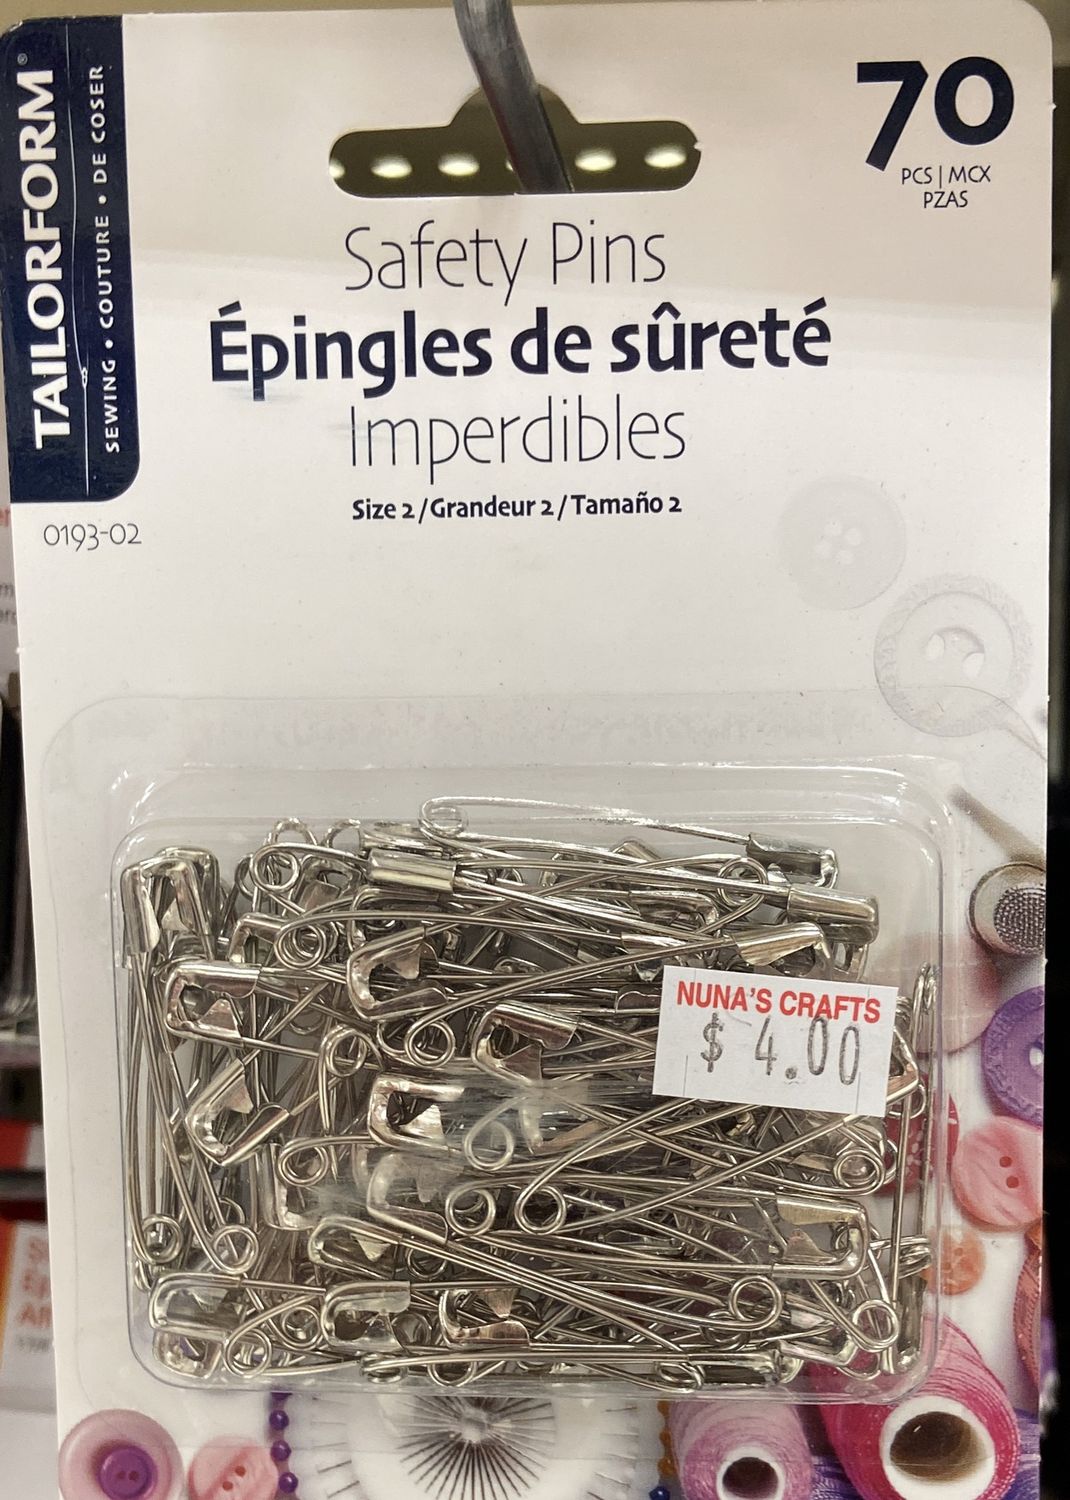 TAILORFORM®
SEWING • COUTURE • DE COSER
70
PCS | MCX
PZAS
Safety Pins
Épingles de sûreté
Imperdibles
Size 2 / Grandeur 2 / Tamaño 2
0193-02
NUNA'S CRAFTS
$ 4.00